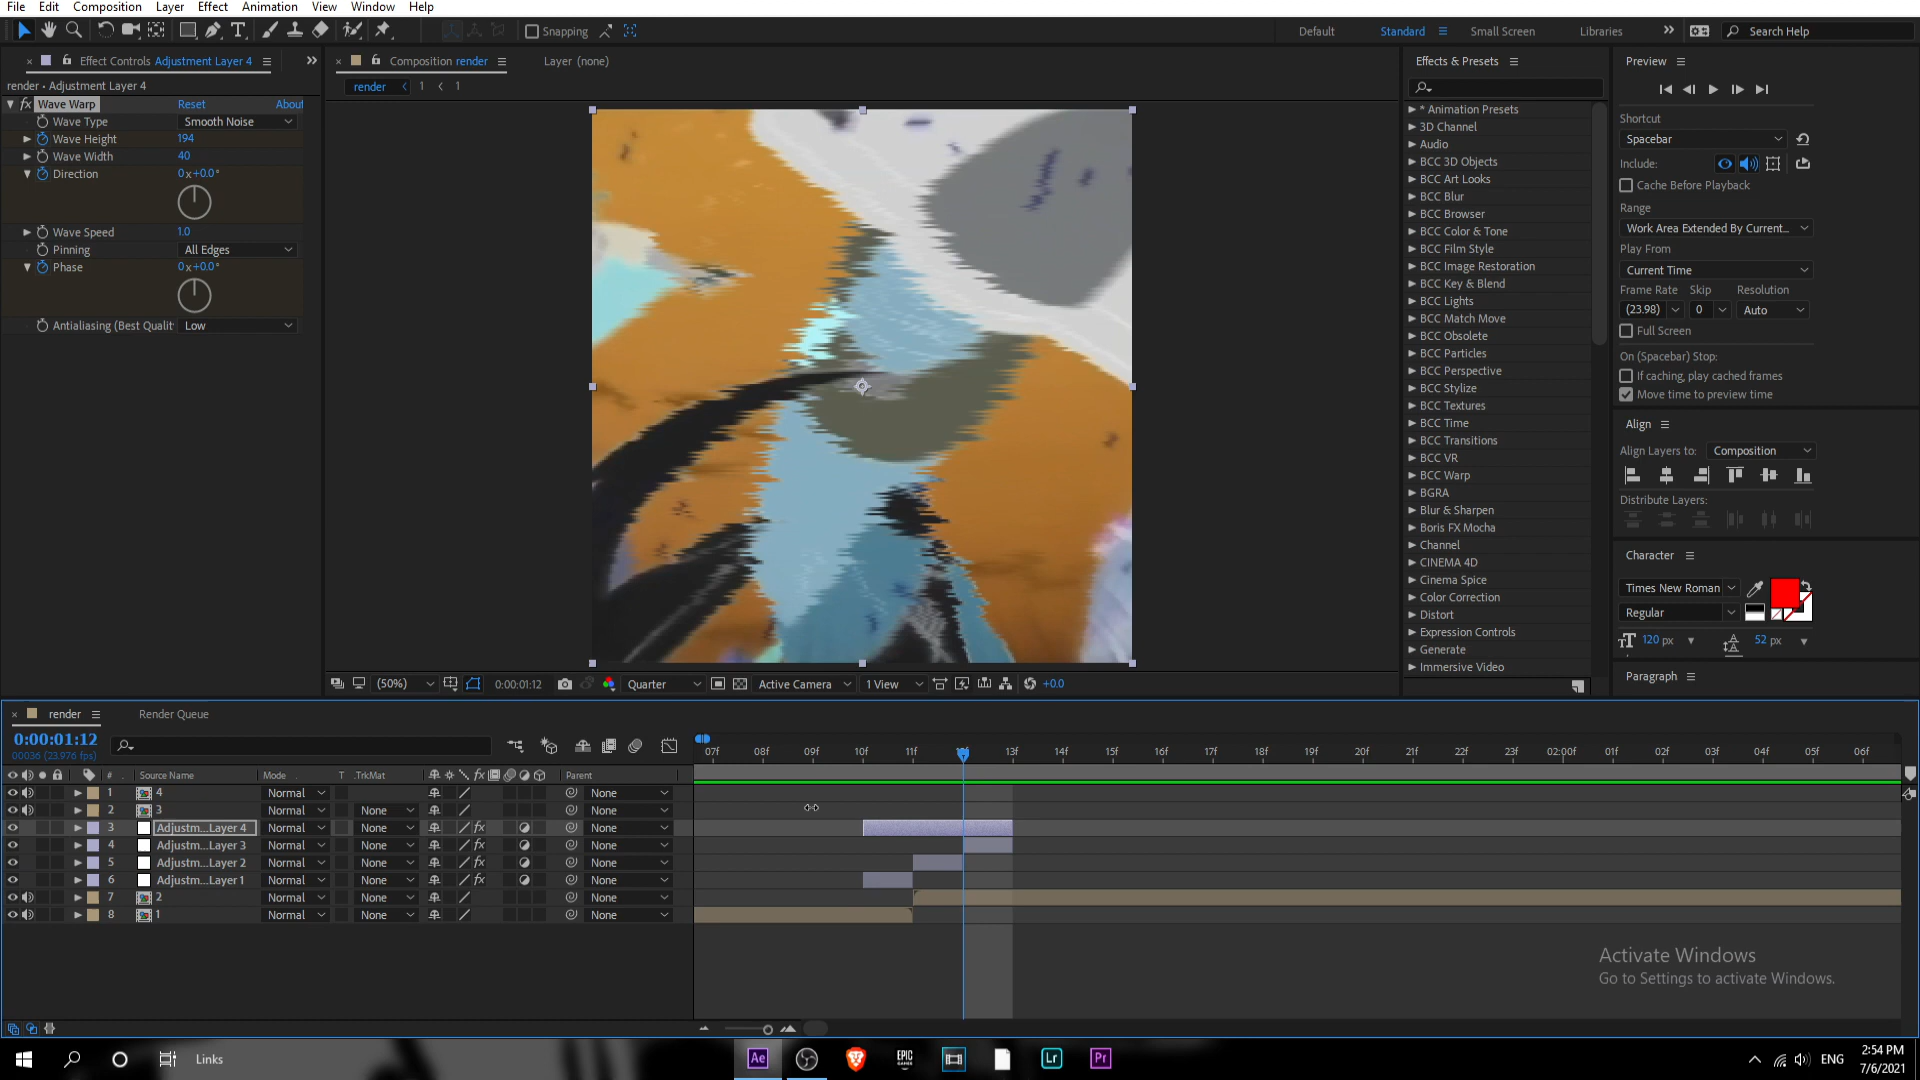 File Edit Composition Layer Effect Animation View Window Help
Snapping Default Standard Small Screen Libraries Search Help
Effect Controls Adjustment Layer 4
render • Adjustment Layer 4
fx Wave Warp Reset About
Wave Type Smooth Noise
Wave Height 194
Wave Width 40
Direction 0x+0.0°
Wave Speed 1.0
Pinning All Edges
Phase 0x+0.0°
Antialiasing (Best Qualit Low
Composition render Layer (none)
render 1 1
(50%) 0:00:01:12 Quarter Active Camera 1 View +0.0
Effects & Presets
* Animation Presets
3D Channel
Audio
BCC 3D Objects
BCC Art Looks
BCC Blur
BCC Browser
BCC Color & Tone
BCC Film Style
BCC Image Restoration
BCC Key & Blend
BCC Lights
BCC Match Move
BCC Obsolete
BCC Particles
BCC Perspective
BCC Stylize
BCC Textures
BCC Time
BCC Transitions
BCC VR
BCC Warp
BGRA
Blur & Sharpen
Boris FX Mocha
Channel
CINEMA 4D
Cinema Spice
Color Correction
Distort
Expression Controls
Generate
Immersive Video
Preview
Shortcut
Spacebar
Include:
Cache Before Playback
Range
Work Area Extended By Current...
Play From
Current Time
Frame Rate Skip Resolution
(23.98) 0 Auto
Full Screen
On (Spacebar) Stop:
If caching, play cached frames
Move time to preview time
Align
Align Layers to: Composition
Distribute Layers:
Character
Times New Roman
Regular
120 px 52 px
Paragraph
render Render Queue
0:00:01:12
00036 (23.976 fps)
07f 08f 09f 10f 11f 12f 13f 14f 15f 16f 17f 18f 19f 20f 21f 22f 23f 02:00f 01f 02f 03f 04f 05f 06f
# Source Name Mode T .TrkMat fx Parent
1 4 Normal None
2 3 Normal None None
3 Adjustm...Layer 4 Normal None fx None
4 Adjustm...Layer 3 Normal None fx None
5 Adjustm...Layer 2 Normal None fx None
6 Adjustm...Layer 1 Normal None fx None
7 2 Normal None None
8 1 Normal None None
Activate Windows
Go to Settings to activate Windows.
Links Ae EPIC GAMES Lr Pr ENG
2:54 PM
7/6/2021